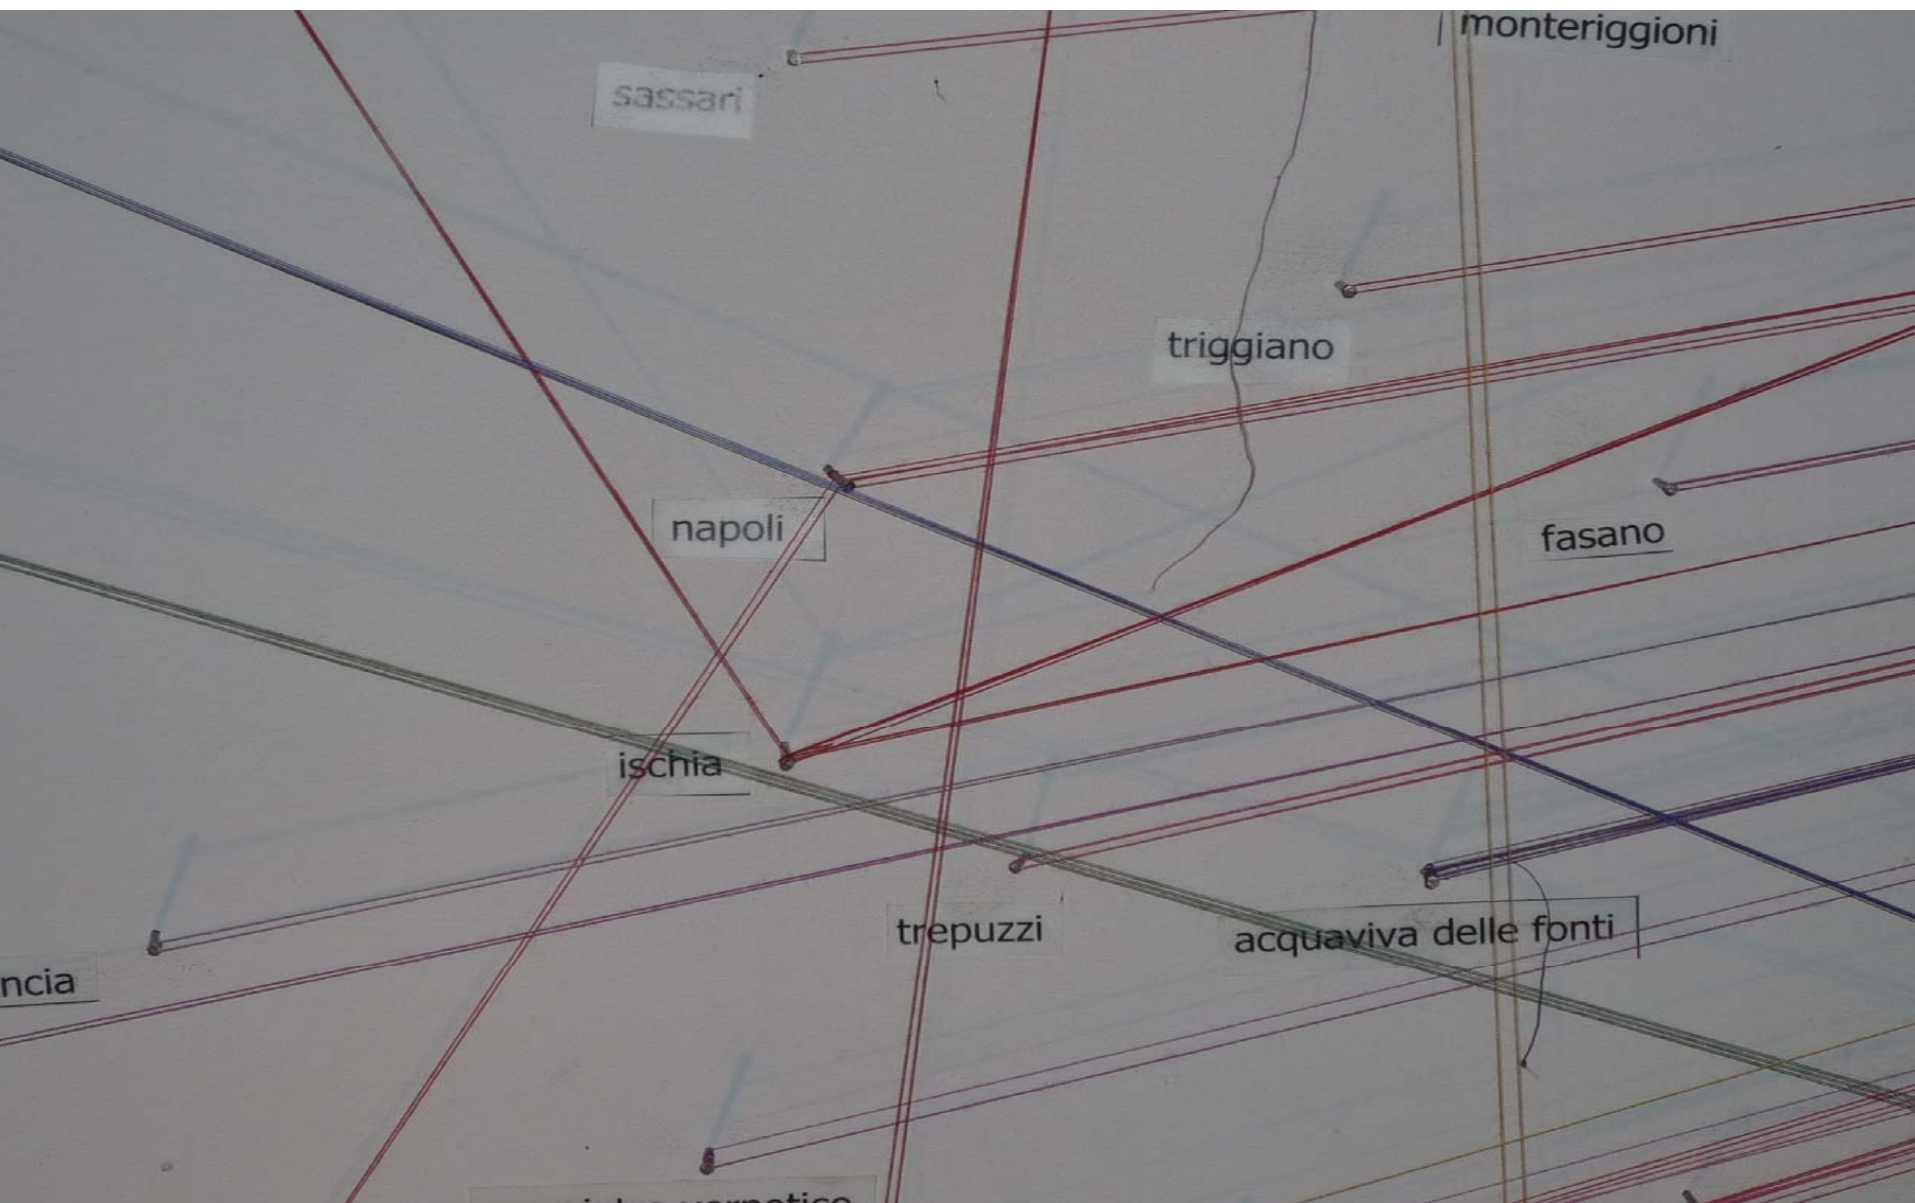 monteriggioni
sassari
triggiano
napoli
fasano
ischia
trepuzzi
acquaviva delle fonti
ncia